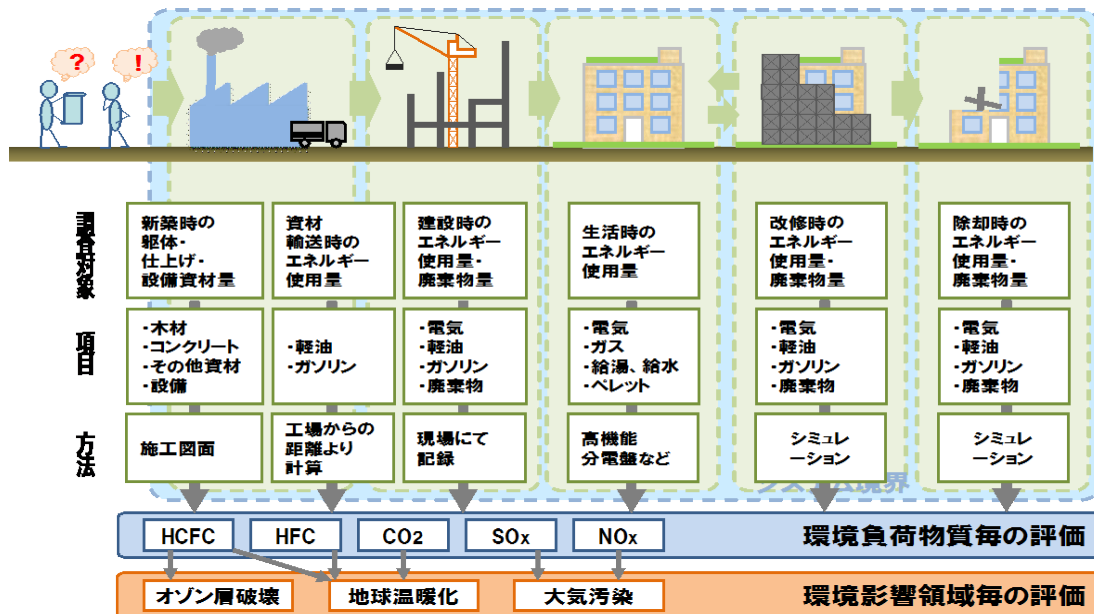 ?
!
調査対象
新築時の
躯体・
仕上げ・
設備資材量
資材
輸送時の
エネルギー
使用量
建設時の
エネルギー
使用量・
廃棄物量
生活時の
エネルギー
使用量
改修時の
エネルギー
使用量・
廃棄物量
除却時の
エネルギー
使用量・
廃棄物量
項目
・木材
・コンクリート
・その他資材
・設備
・軽油
・ガソリン
・電気
・軽油
・ガソリン
・廃棄物
・電気
・ガス
・給湯、給水
・ペレット
・電気
・軽油
・ガソリン
・廃棄物
・電気
・軽油
・ガソリン
・廃棄物
方法
施工図面
工場からの
距離より
計算
現場にて
記録
高機能
分電盤など
シミュレ
ーション
シミュレ
ーション
システム境界
HCFC
HFC
CO2
SOx
NOx
環境負荷物質毎の評価
オゾン層破壊
地球温暖化
大気汚染
環境影響領域毎の評価